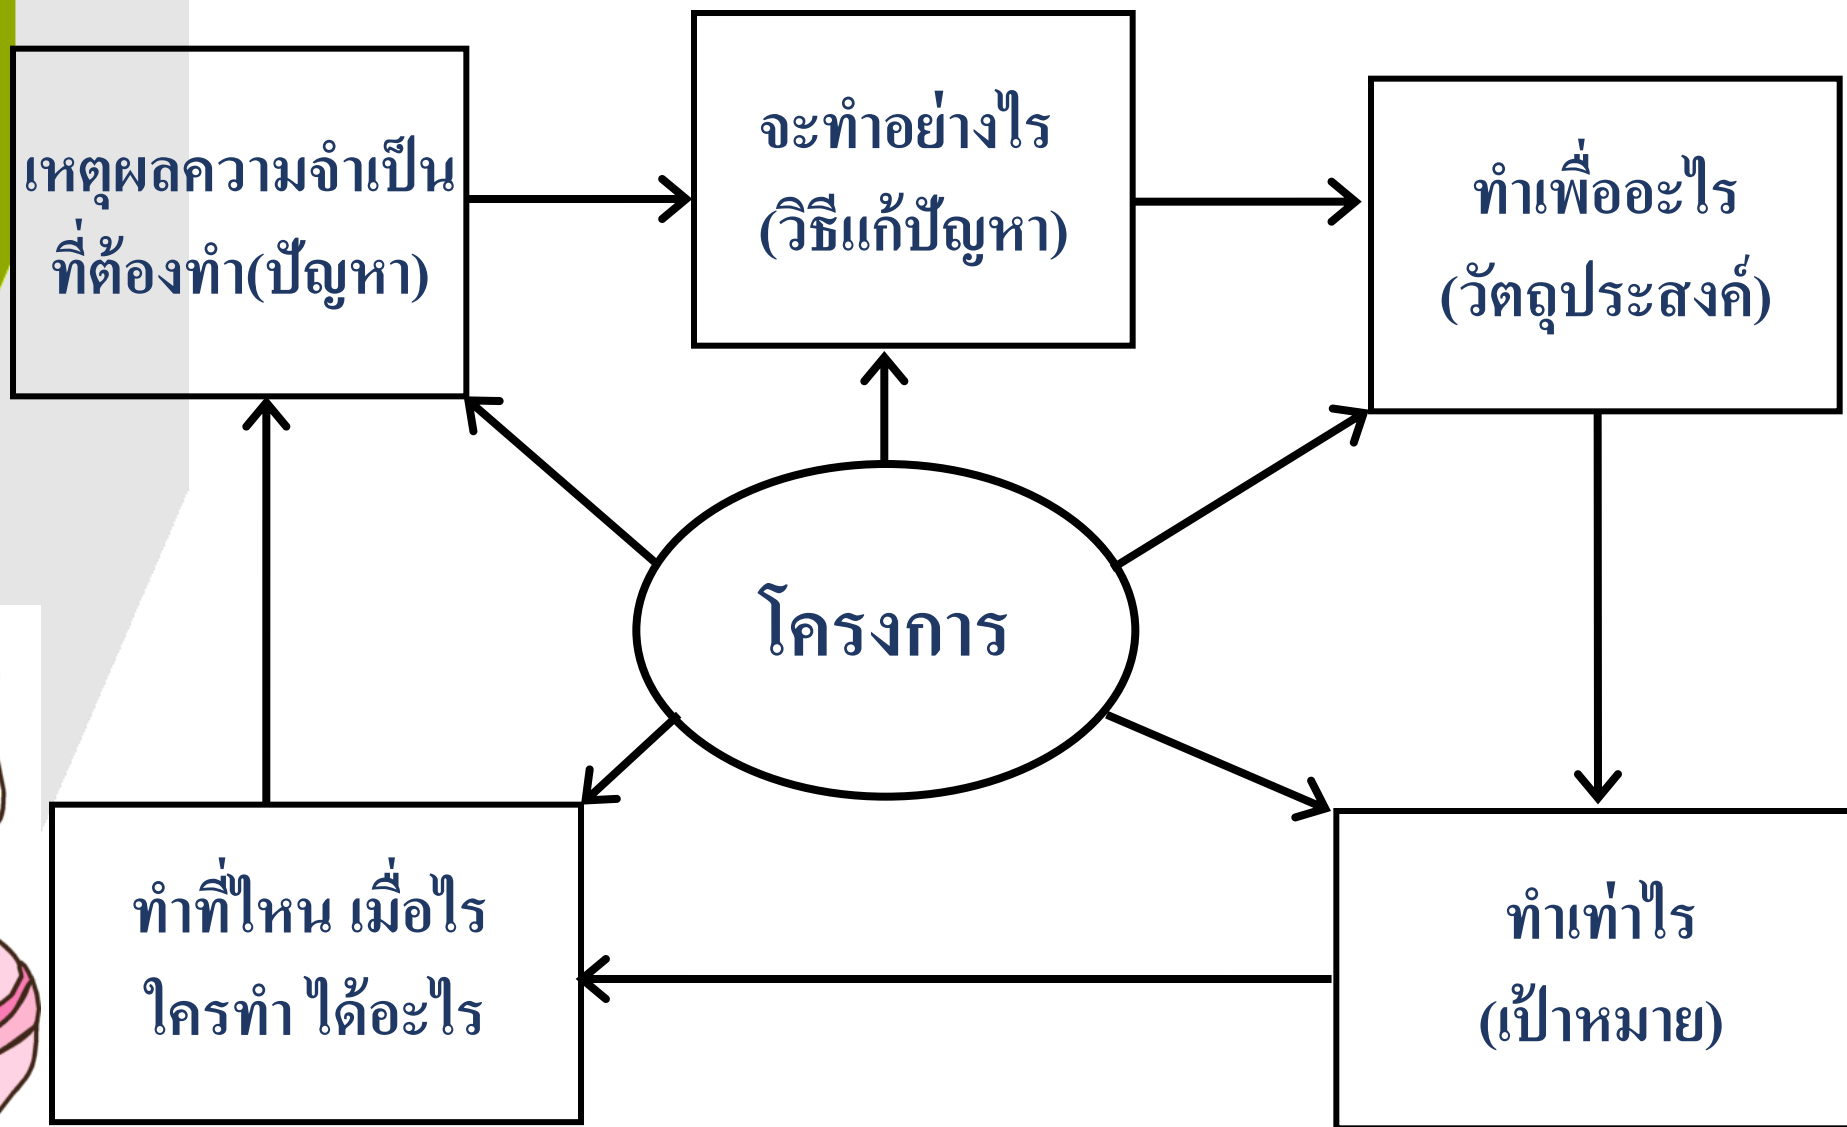 เหตุผลความจำเป็น
ที่ต้องทำ(ปัญหา)
จะทำอย่างไร
(วิธีแก้ปัญหา)
ทำเพื่ออะไร
(วัตถุประสงค์)
โครงการ
ทำที่ไหน เมื่อไร
ใครทำ ได้อะไร
ทำเท่าไร
(เป้าหมาย)